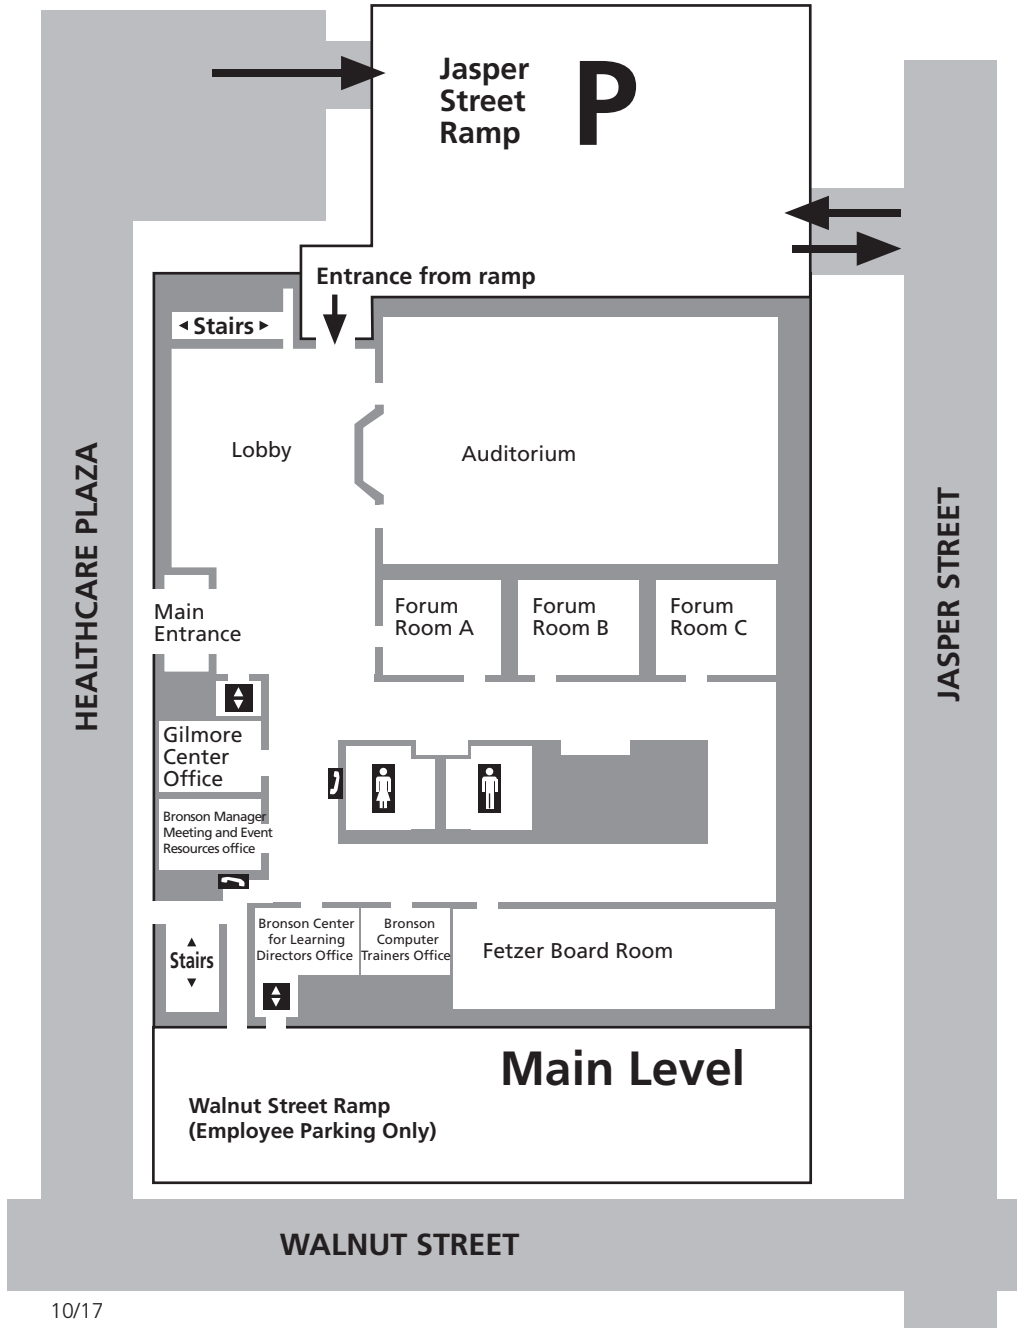 Jasper
Street
Ramp
P
Entrance from ramp
Stairs
Lobby
Auditorium
HEALTHCARE PLAZA
JASPER STREET
Main
Entrance
Forum
Room A
Forum
Room B
Forum
Room C
Gilmore
Center
Office
Bronson Manager
Meeting and Event
Resources office
Stairs
Bronson Center
for Learning
Directors Office
Bronson
Computer
Trainers Office
Fetzer Board Room
Main Level
Walnut Street Ramp
(Employee Parking Only)
WALNUT STREET
10/17